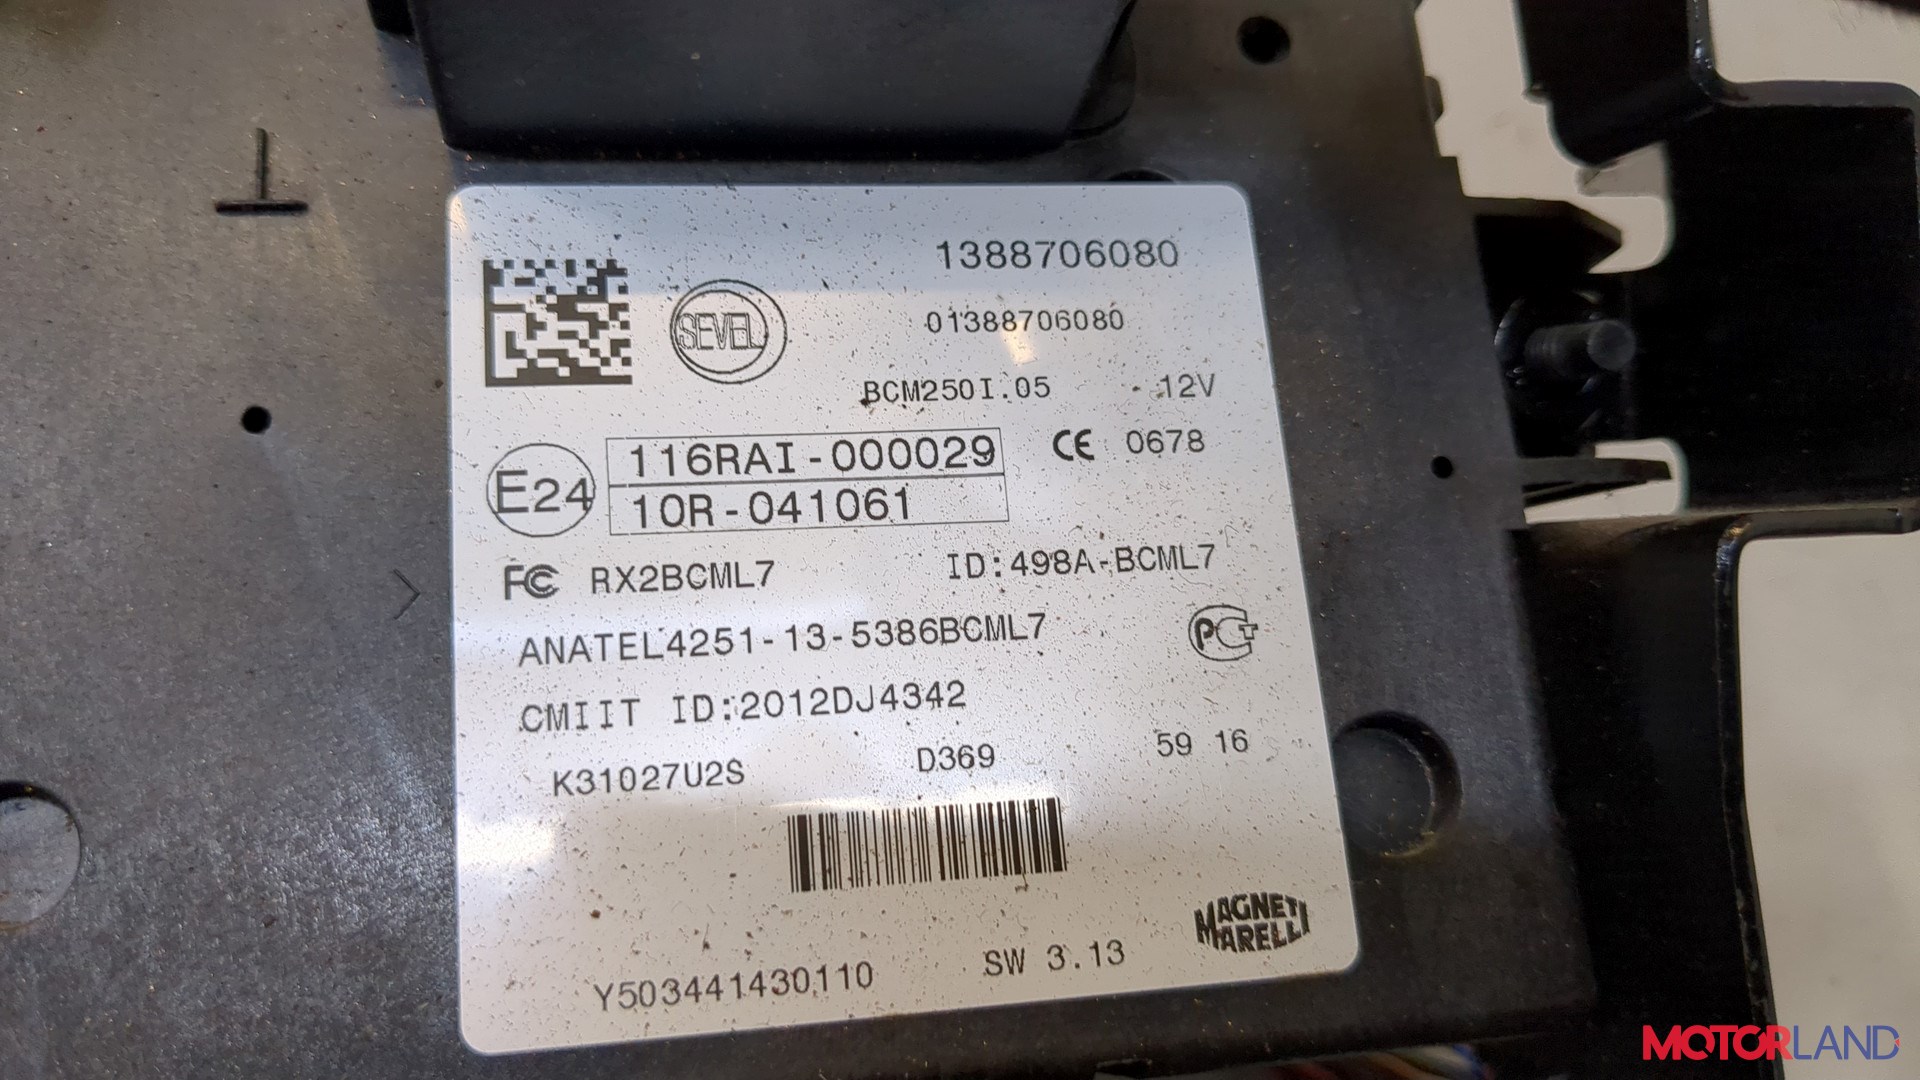 1388706080
SEVEL
01388706080
BCM250I.05 - 12V
116RAI-000029
CE 0678
E24
10R-041061
FC RX2BCML7 ID:498A-BCML7
ANATEL4251-13-5386BCML7
PCT
CMIIT ID:2012DJ4342
K31027U2S D369 59 16
MAGNETI
MARELLI
Y503441430110 SW 3.13
MOTORLAND